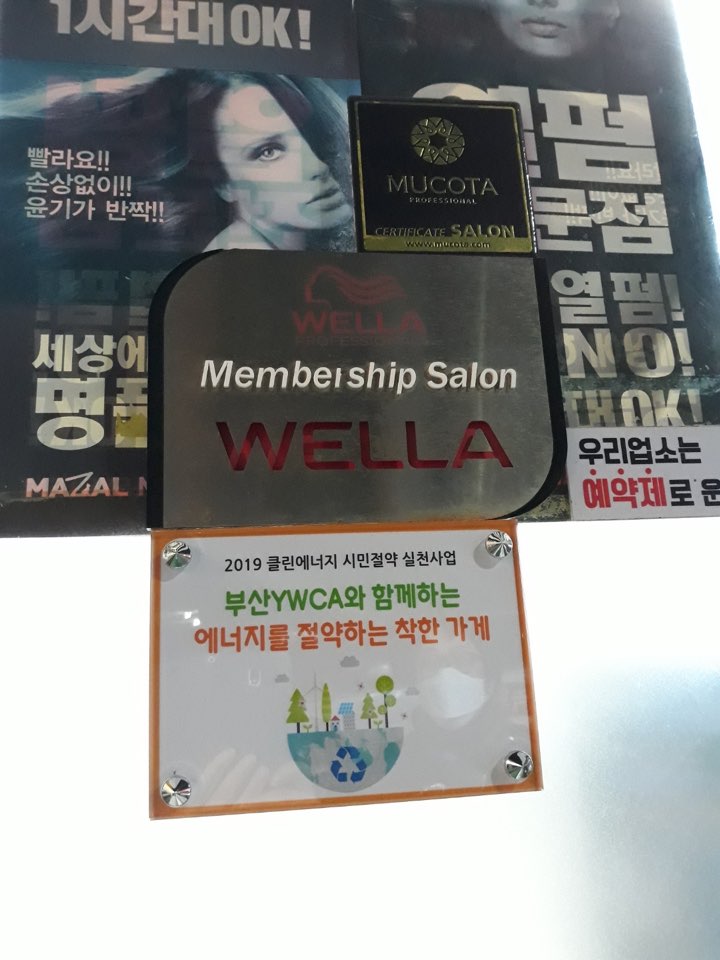 1시간대OK!
빨라요!!
손상없이!!
윤기가 반짝!!
MUCOTA
PROFESSIONAL
CERTIFICATE SALON
www.mucota.com
열펌
열펌!
NO!
대OK!
세상에
WELLA
PROFESSIONALS
Membership Salon
WELLA
우리업소는
예약제로 운
2019 클린에너지 시민절약 실천사업
부산YWCA와 함께하는
에너지를 절약하는 착한 가게